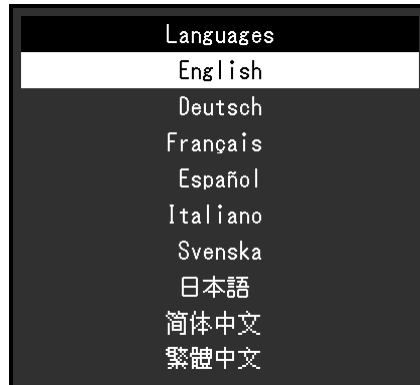 Languages
English
Deutsch
Français
Español
Italiano
Svenska
日本語
简体中文
繁體中文